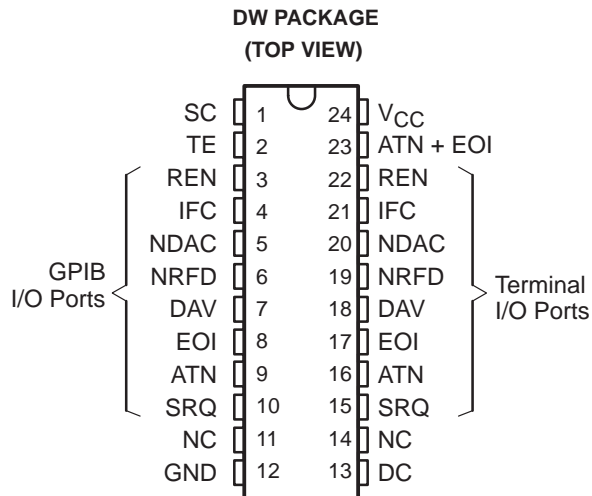 DW PACKAGE
(TOP VIEW)
SC 1 24 VCC
TE 2 23 ATN + EOI
REN 3 22 REN
IFC 4 21 IFC
NDAC 5 20 NDAC
GPIB
I/O Ports
NRFD 6 19 NRFD
Terminal
I/O Ports
DAV 7 18 DAV
EOI 8 17 EOI
ATN 9 16 ATN
SRQ 10 15 SRQ
NC 11 14 NC
GND 12 13 DC